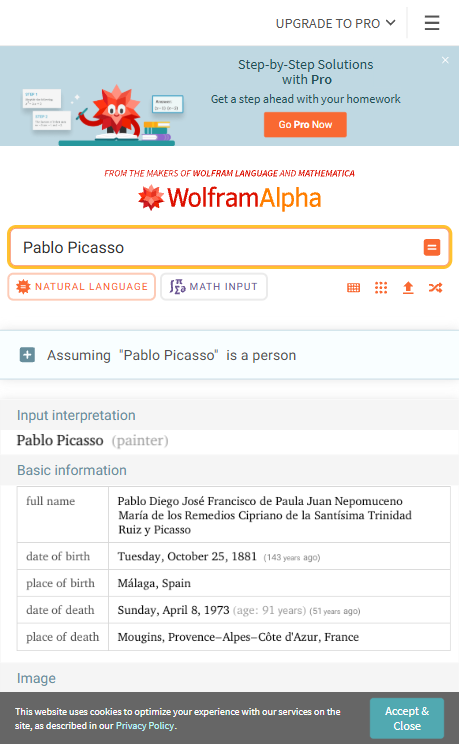 UPGRADE TO PRO
Step-by-Step Solutions
with Pro
Get a step ahead with your homework
Go Pro Now
FROM THE MAKERS OF WOLFRAM LANGUAGE AND MATHEMATICA
WolframAlpha
Pablo Picasso
NATURAL LANGUAGE
MATH INPUT
Assuming "Pablo Picasso" is a person
Input interpretation
Pablo Picasso (painter)
Basic information
full name
Pablo Diego José Francisco de Paula Juan Nepomuceno
María de los Remedios Cipriano de la Santísima Trinidad
Ruiz y Picasso
date of birth
Tuesday, October 25, 1881 (143 years ago)
place of birth
Málaga, Spain
date of death
Sunday, April 8, 1973 (age: 91 years) (51 years ago)
place of death
Mougins, Provence–Alpes–Côte d'Azur, France
Image
This website uses cookies to optimize your experience with our services on the
site, as described in our Privacy Policy.
Accept &
Close